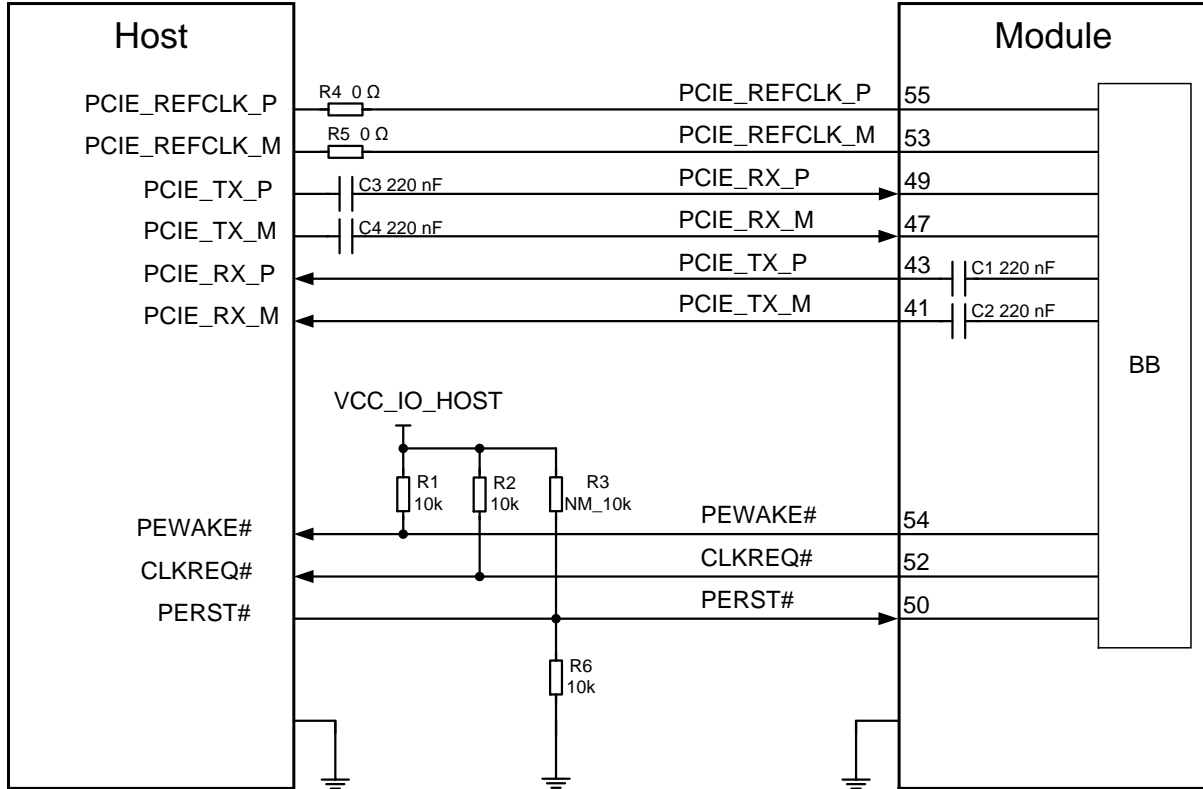 Host
Module
PCIE_REFCLK_P
R4 0 Ω
PCIE_REFCLK_P
55
PCIE_REFCLK_M
R5 0 Ω
PCIE_REFCLK_M
53
PCIE_TX_P
C3 220 nF
PCIE_RX_P
49
PCIE_TX_M
C4 220 nF
PCIE_RX_M
47
PCIE_RX_P
PCIE_TX_P
43
C1 220 nF
PCIE_RX_M
PCIE_TX_M
41
C2 220 nF
BB
VCC_IO_HOST
R1
10k
R2
10k
R3
NM_10k
PEWAKE#
PEWAKE#
54
CLKREQ#
CLKREQ#
52
PERST#
PERST#
50
R6
10k